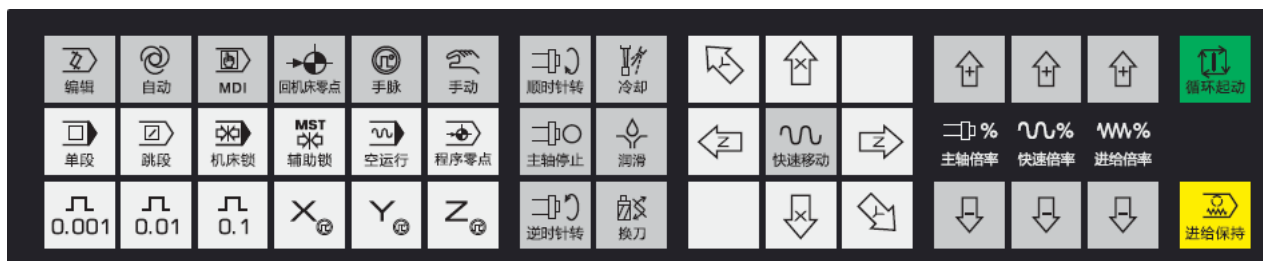 编辑 自动 MDI 回机床零点 手脉 手动 顺时针转 冷却 Y X + + + 循环起动
单段 跳段 机床锁 MST 辅助锁 空运行 程序零点 主轴停止 润滑 Z 快速移动 Z % 主轴倍率 % 快速倍率 % 进给倍率
0.001 0.01 0.1 X Y Z 逆时针转 换刀 X Y - - - 进给保持